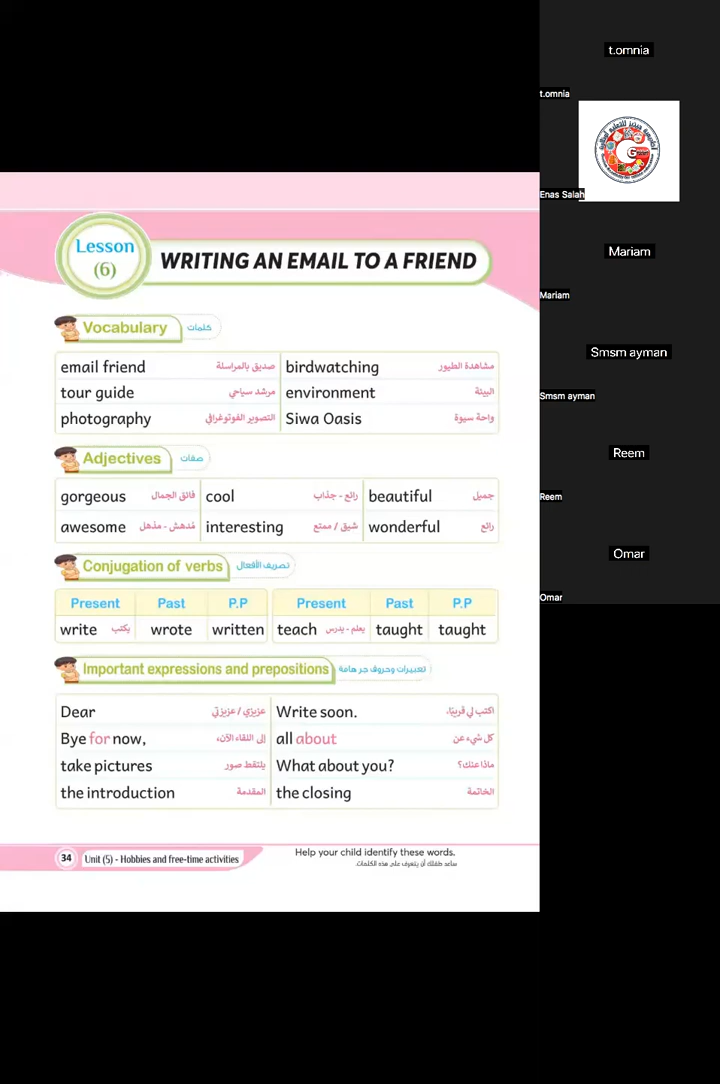 Lesson
(6)
WRITING AN EMAIL TO A FRIEND
Vocabulary كلمات
email friend صديق بالمراسلة birdwatching مشاهدة الطيور
tour guide مرشد سياحي environment البيئة
photography التصوير الفوتوغرافي Siwa Oasis واحة سيوة
Adjectives صفات
gorgeous فائق الجمال cool رائع - جذاب beautiful جميل
awesome مُدهش - مذهل interesting شيق / ممتع wonderful رائع
Conjugation of verbs تصريف الأفعال
Present Past P.P Present Past P.P
write يكتب wrote written teach يعلم - يدرس taught taught
Important expressions and prepositions تعبيرات وحروف جر هامة
Dear عزيزي / عزيزتي Write soon. اكتب لي قريبًا.
Bye for now, إلى اللقاء الآن، all about كل شيء عن
take pictures يلتقط صور What about you? ماذا عنك؟
the introduction المقدمة the closing الخاتمة
34 Unit (5) - Hobbies and free-time activities
Help your child identify these words.
ساعد طفلك أن يتعرف على هذه الكلمات.
t.omnia
t.omnia
Enas Salah
Mariam
Mariam
Smsm ayman
Smsm ayman
Reem
Reem
Omar
Omar